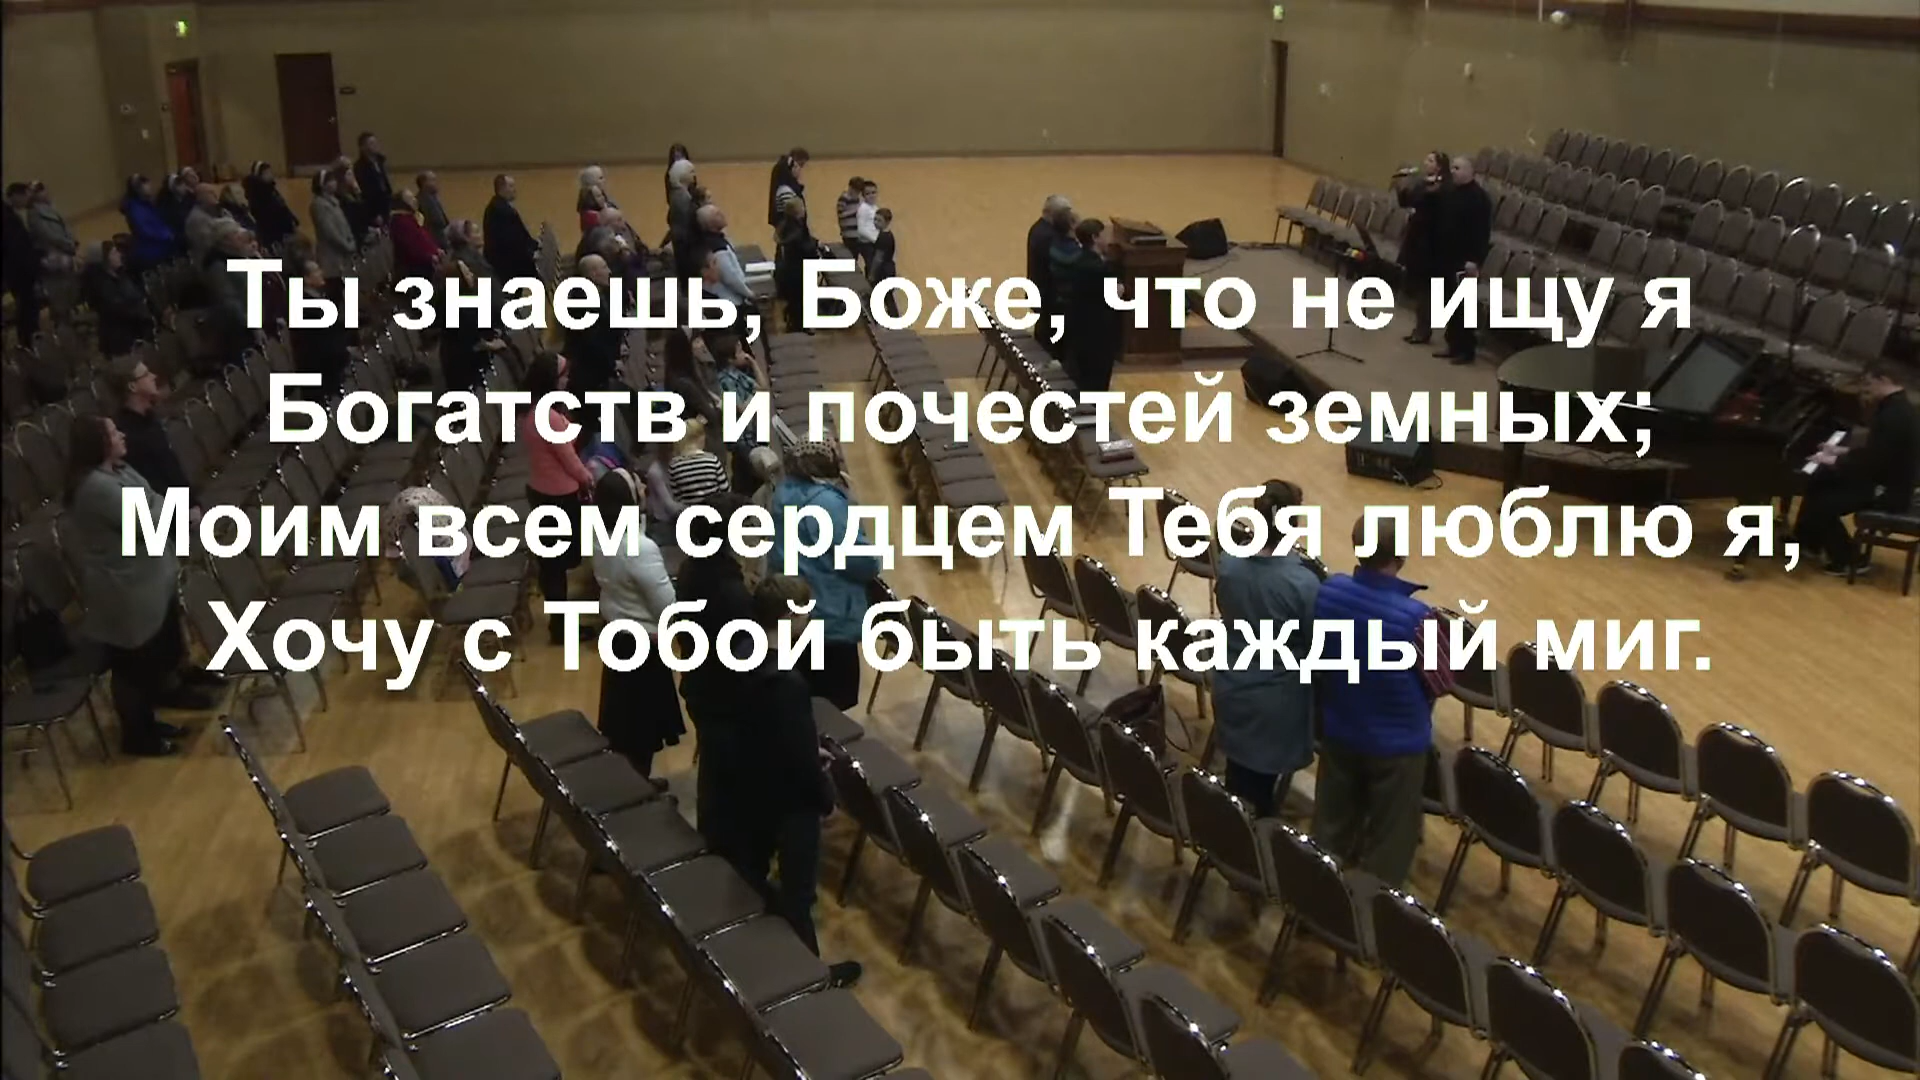 Ты знаешь, Боже, что не ищу я
Богатств и почестей земных;
Моим всем сердцем Тебя люблю я,
Хочу с Тобой быть каждый миг.